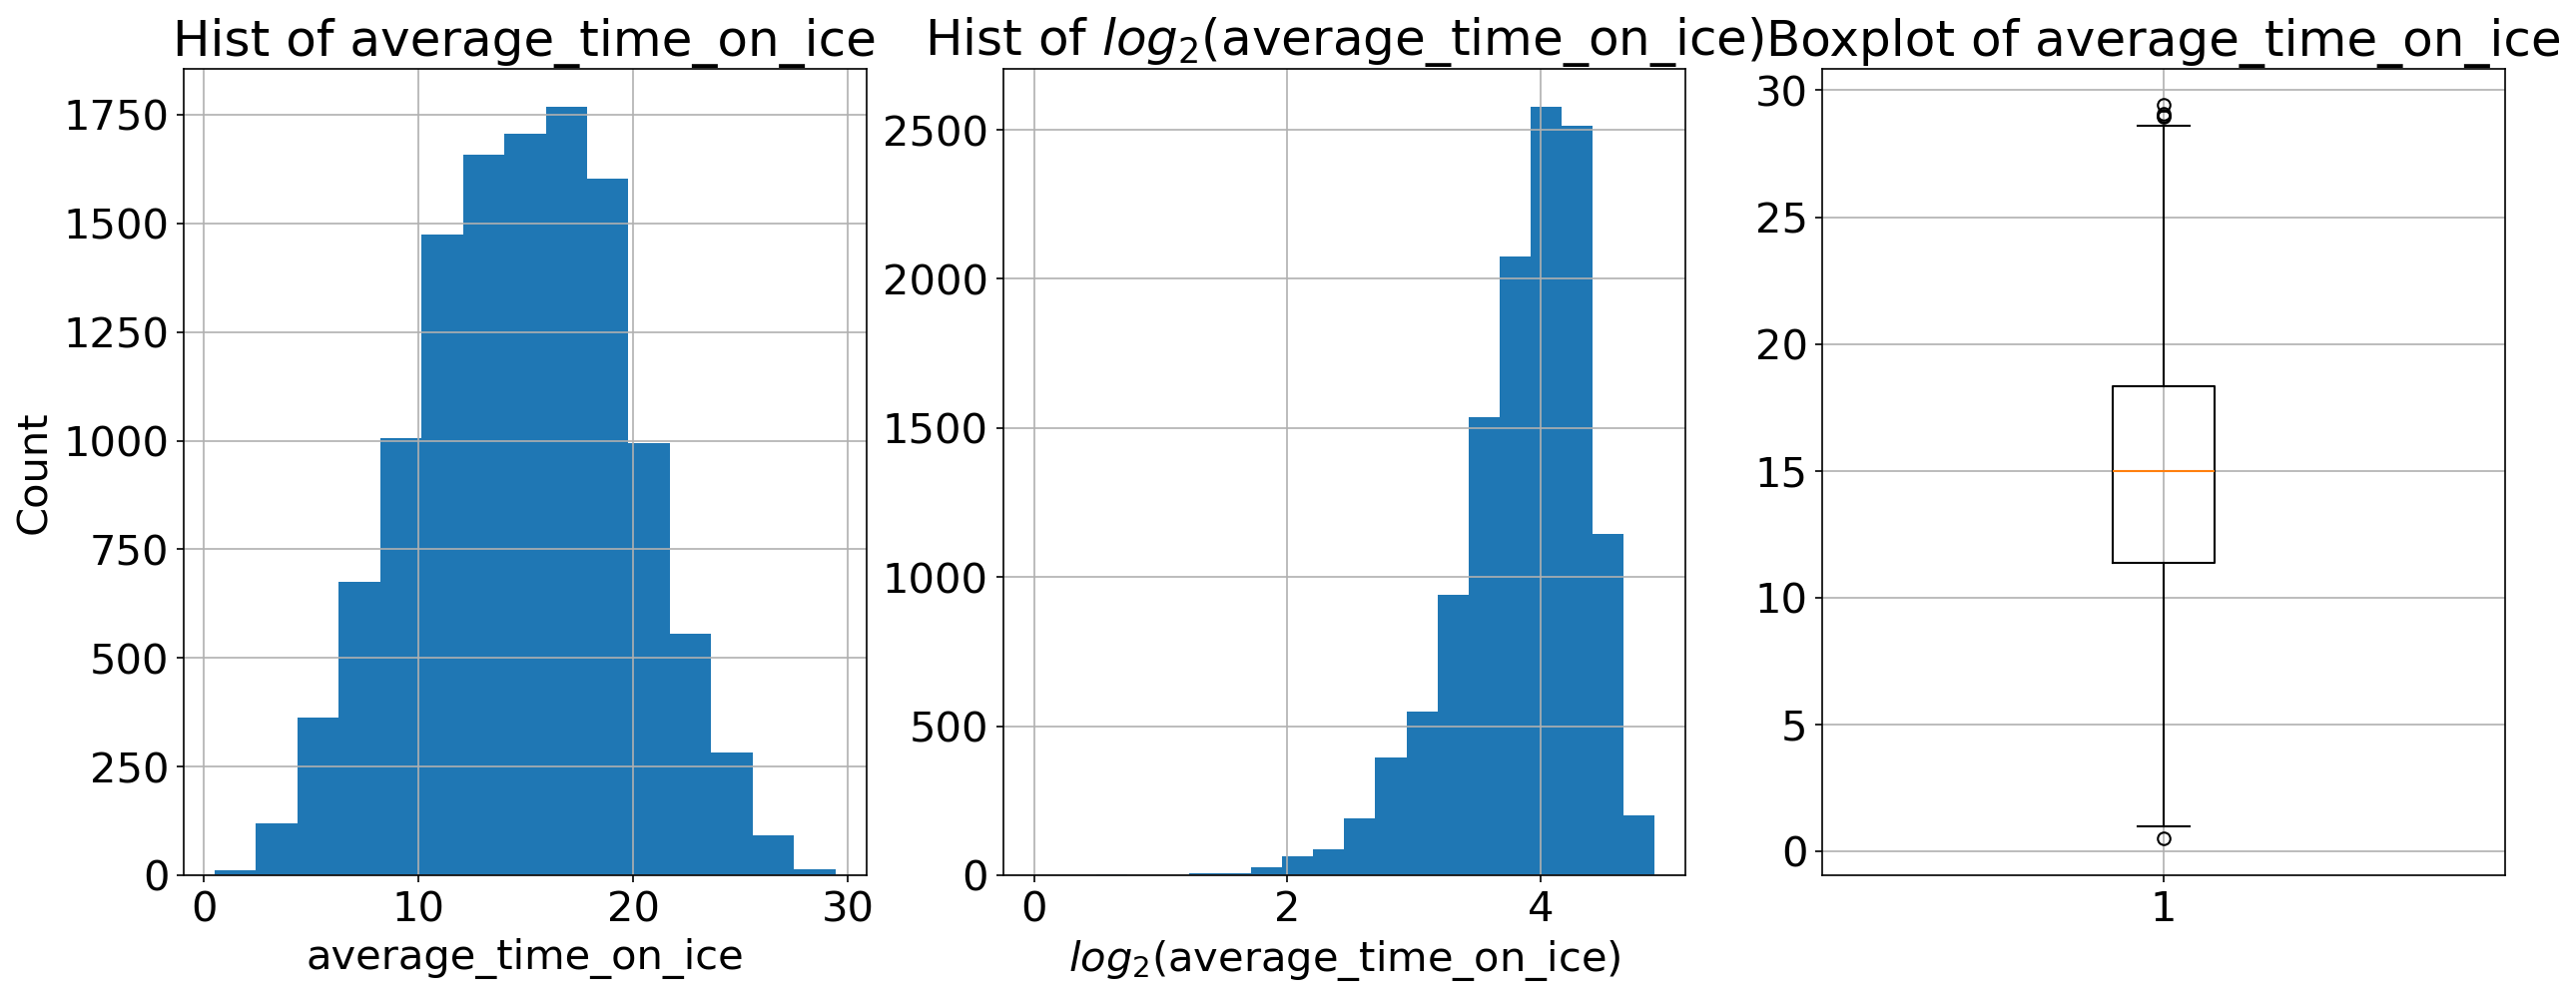 Hist of average_time_on_ice
1750
1500
1250
1000
750
500
250
0
Count
0 10 20 30
average_time_on_ice
Hist of log₂(average_time_on_ice)
2500
2000
1500
1000
500
0
0 2 4
log₂(average_time_on_ice)
Boxplot of average_time_on_ice
30
25
20
15
10
5
0
1